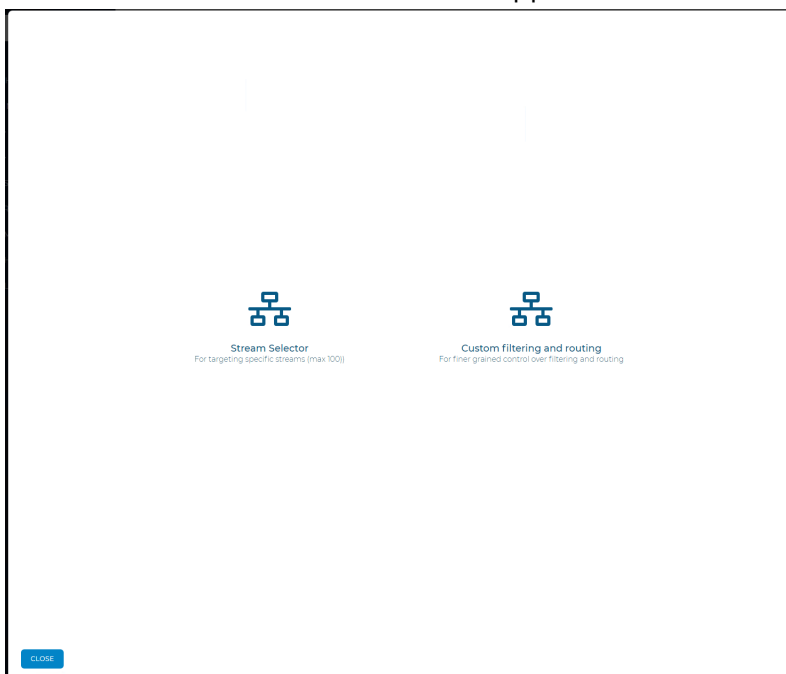 Stream Selector
For targeting specific streams (max 100))
Custom filtering and routing
For finer grained control over filtering and routing
CLOSE